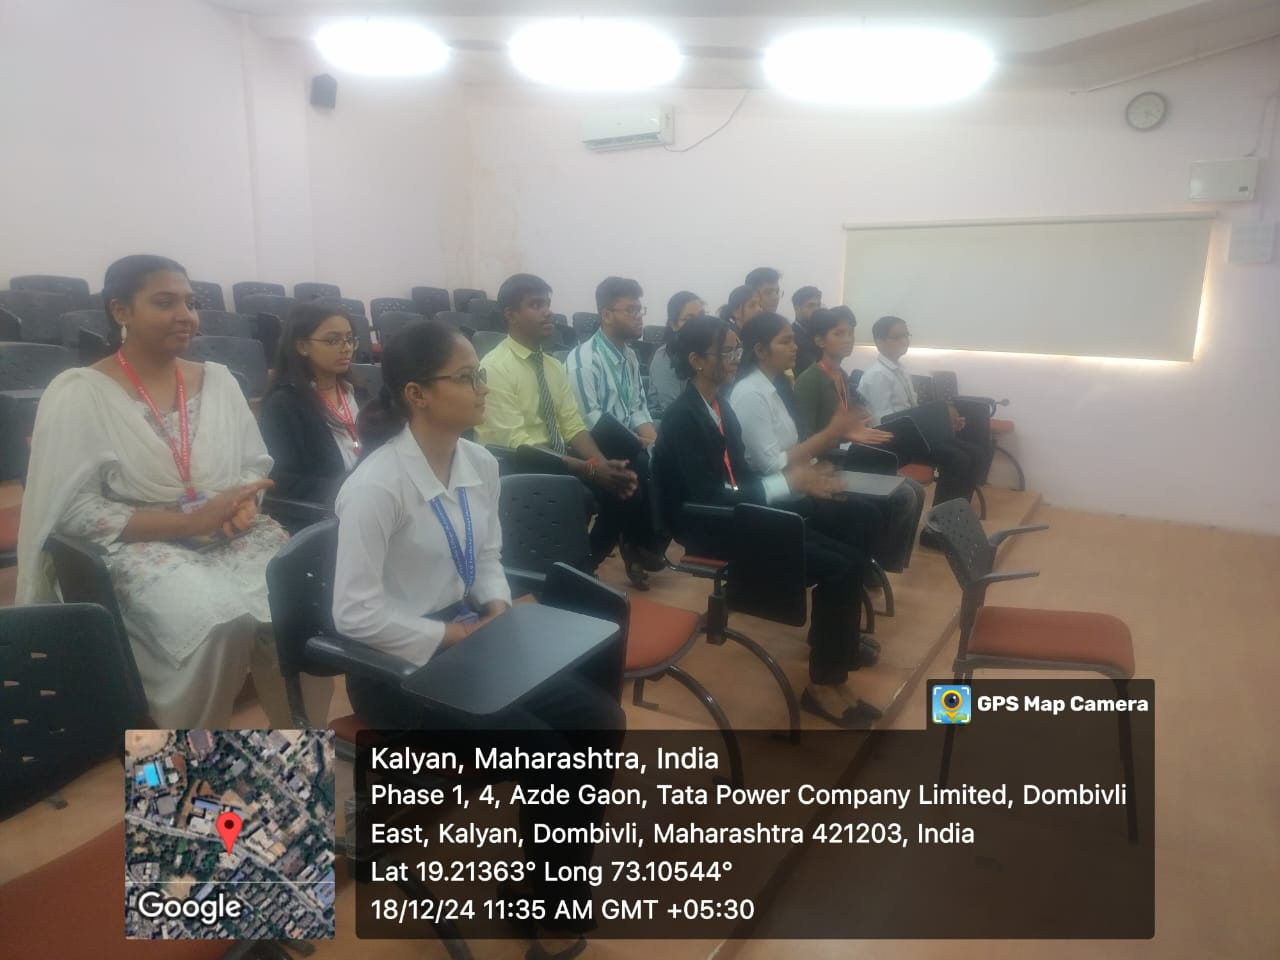 GPS Map Camera
Kalyan, Maharashtra, India
Phase 1, 4, Azde Gaon, Tata Power Company Limited, Dombivli
East, Kalyan, Dombivli, Maharashtra 421203, India
Lat 19.21363° Long 73.10544°
18/12/24 11:35 AM GMT +05:30
Google